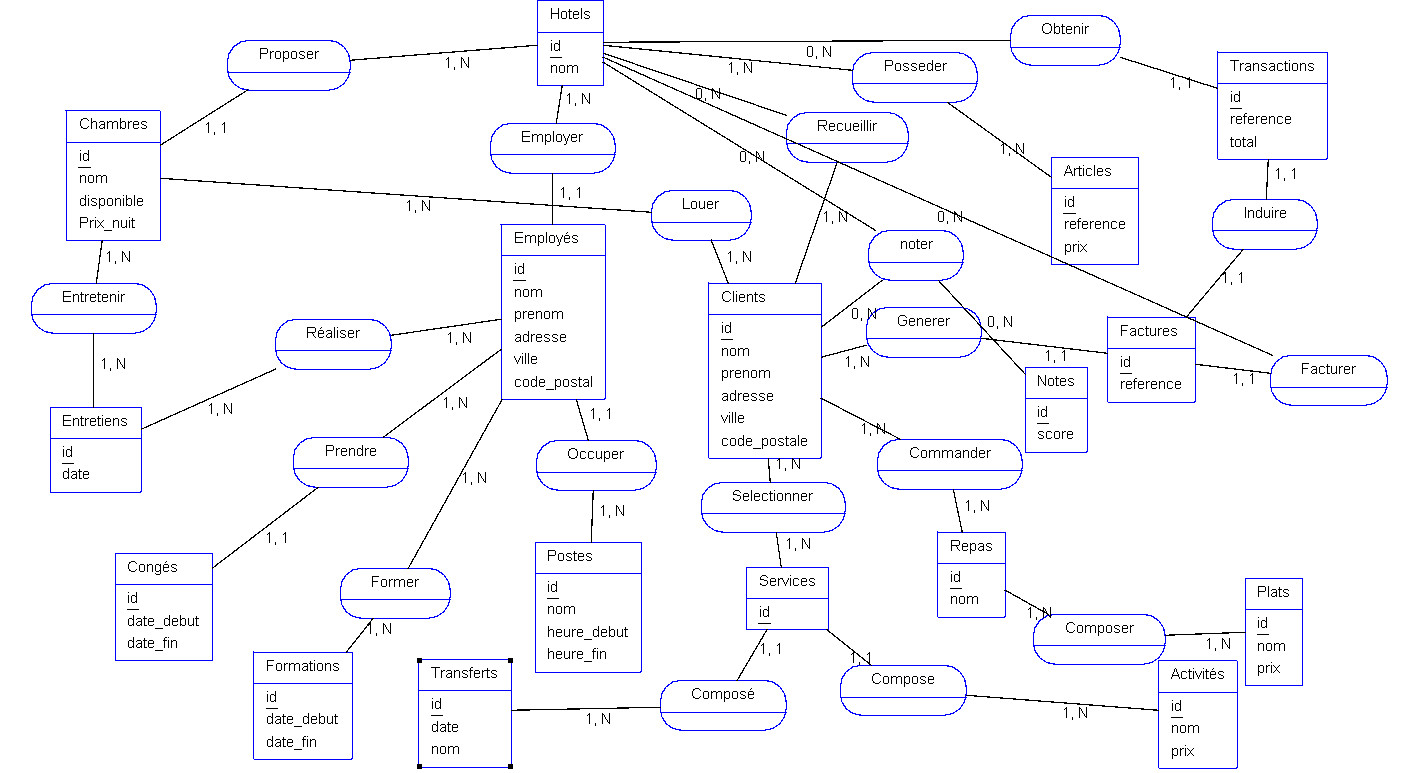 Hotels
id
nom
Proposer
1, N
1, 1
Obtenir
0, N
1, 1
Posseder
1, N
1, N
Transactions
id
reference
total
Chambres
id
nom
disponible
Prix_nuit
1, N
Employer
1, 1
Recueillir
0, N
1, N
Articles
id
reference
prix
Louer
1, N
1, N
noter
0, N
0, N
0, N
Induire
1, 1
1, 1
0, N
Employés
id
nom
prenom
adresse
ville
code_postal
Clients
id
nom
prenom
adresse
ville
code_postale
Entretenir
1, N
1, N
Réaliser
1, N
1, N
Generer
1, N
1, 1
Factures
id
reference
Facturer
1, 1
Notes
id
score
Entretiens
id
date
Prendre
1, N
1, 1
Occuper
1, 1
1, N
Commander
1, N
1, N
Selectionner
1, N
1, N
Congés
id
date_debut
date_fin
Former
1, N
1, N
Postes
id
nom
heure_debut
heure_fin
Services
id
Repas
id
nom
Composer
1, N
1, N
Plats
id
nom
prix
Formations
id
date_debut
date_fin
Transferts
id
date
nom
Composé
1, 1
1, N
Compose
1, 1
1, N
Activités
id
nom
prix